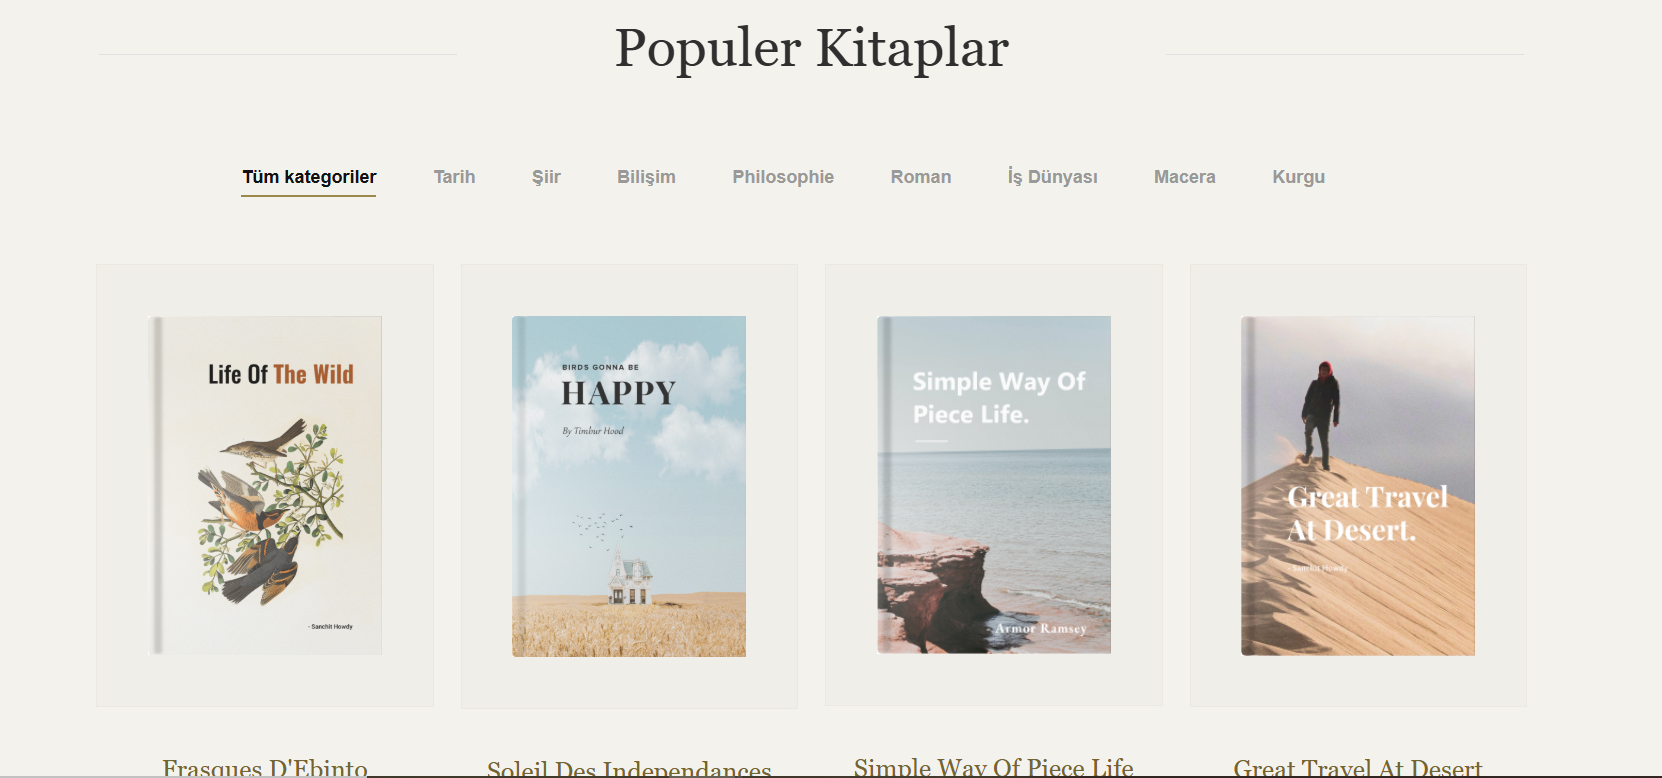 Populer Kitaplar
Tüm kategoriler Tarih Şiir Bilişim Philosophie Roman İş Dünyası Macera Kurgu
Life Of The Wild
- Sanchit Howdy
BIRDS GONNA BE
HAPPY
By Timbur Hood
Simple Way Of
Piece Life.
Armor Ramsey
Great Travel
At Desert.
- Sanchit Howdy
Frasques D'Ebinto
Soleil Des Independances
Simple Way Of Piece Life
Great Travel At Desert